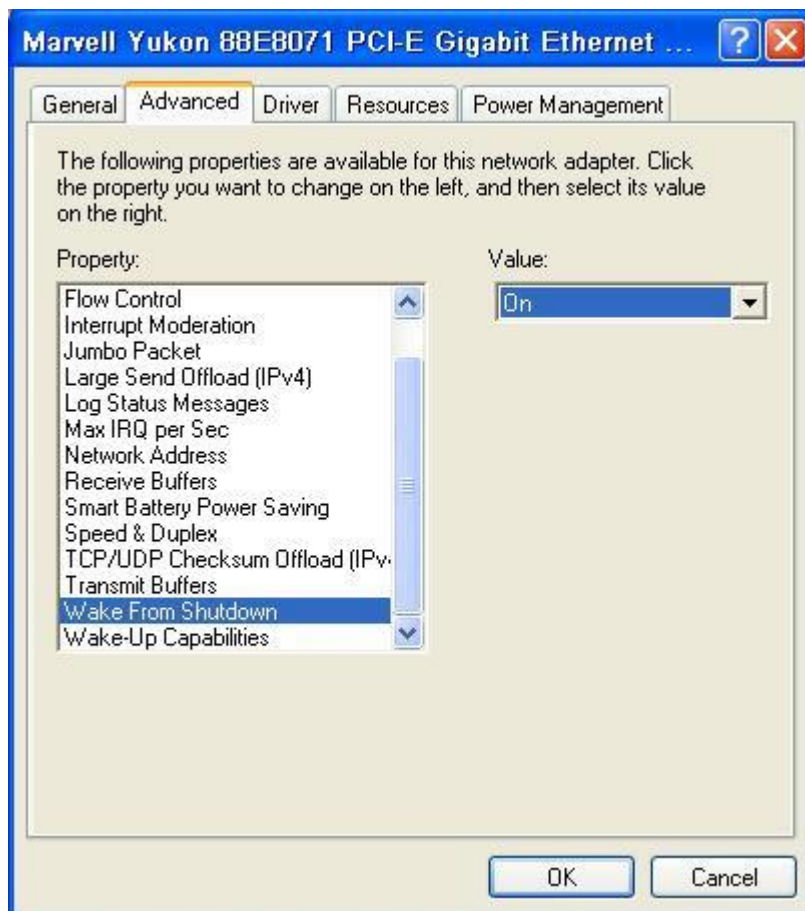 Marvell Yukon 88E8071 PCI-E Gigabit Ethernet ...
General Advanced Driver Resources Power Management
The following properties are available for this network adapter. Click
the property you want to change on the left, and then select its value
on the right.
Property:
Value:
Flow Control
Interrupt Moderation
Jumbo Packet
Large Send Offload (IPv4)
Log Status Messages
Max IRQ per Sec
Network Address
Receive Buffers
Smart Battery Power Saving
Speed & Duplex
TCP/UDP Checksum Offload (IPv
Transmit Buffers
Wake From Shutdown
Wake-Up Capabilities
On
OK Cancel